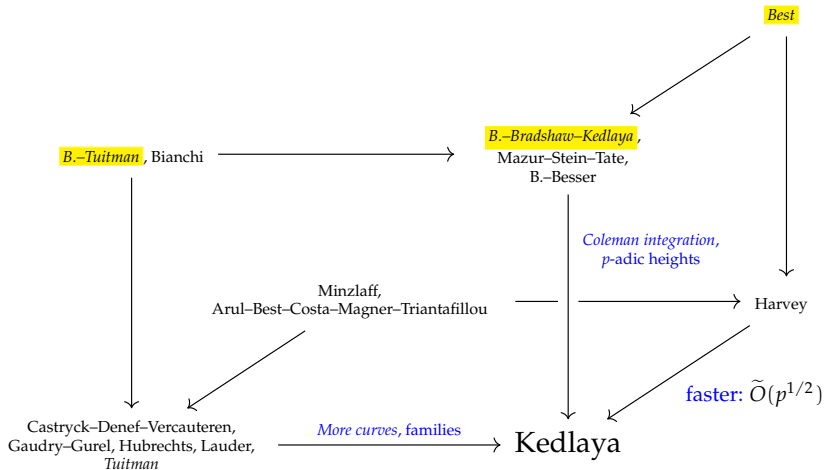 Best
B.–Bradshaw–Kedlaya,
Mazur–Stein–Tate,
B.–Besser
B.–Tuitman, Bianchi
Coleman integration,
p-adic heights
Minzlaff,
Arul–Best–Costa–Magner–Triantafillou
Harvey
faster: Õ(p^{1/2})
Castryck–Denef–Vercauteren,
Gaudry–Gurel, Hubrechts, Lauder,
Tuitman
More curves, families
Kedlaya